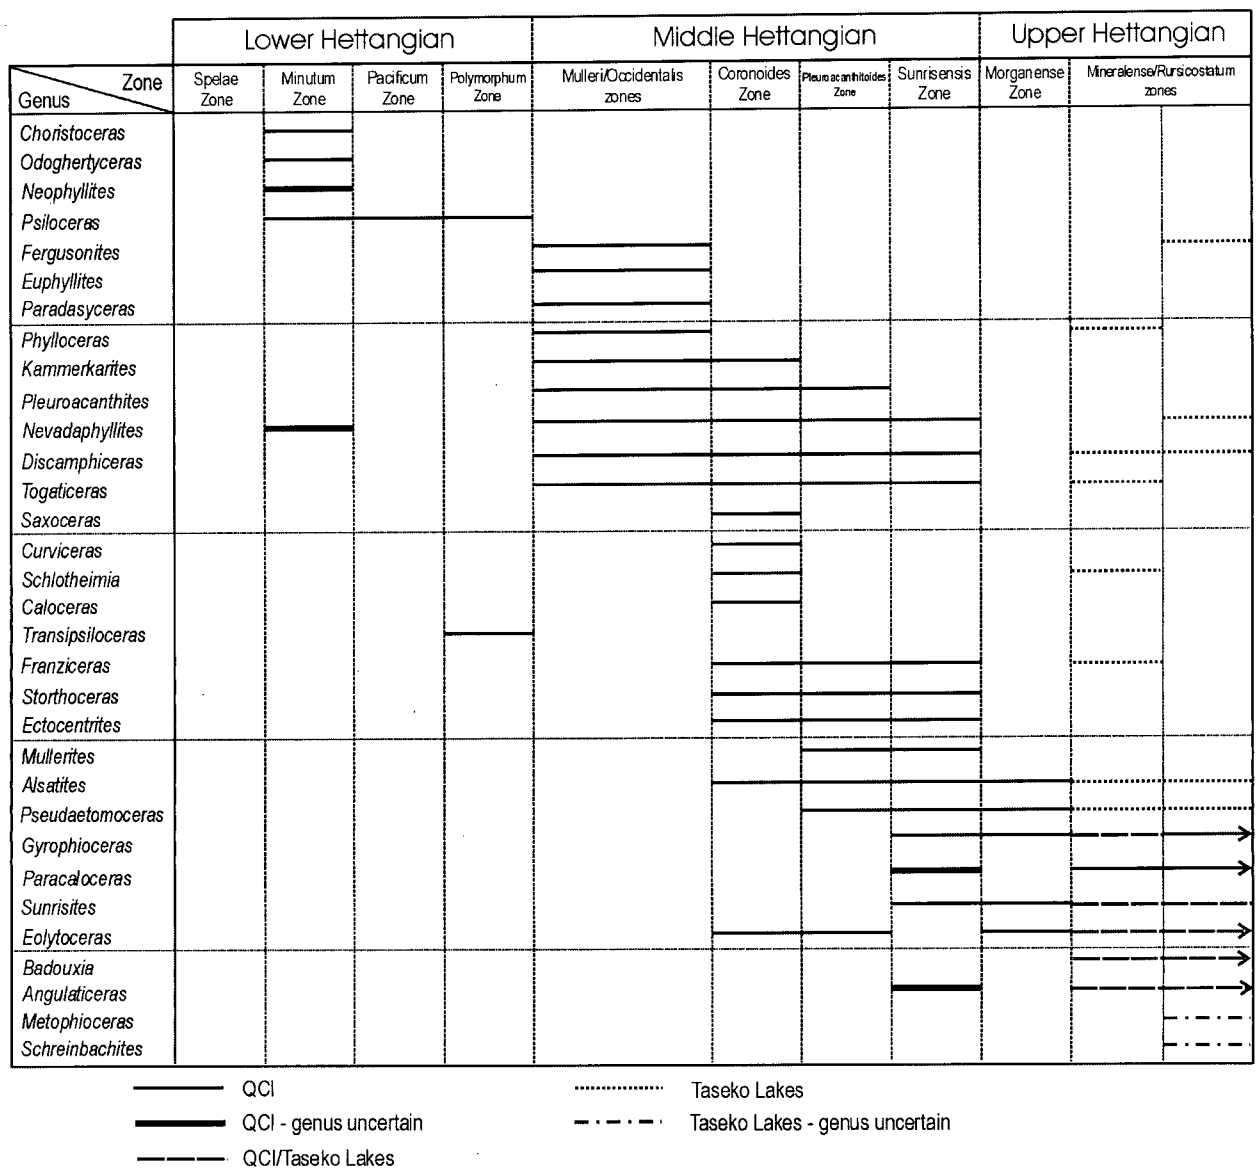 Lower Hettangian
Middle Hettangian
Upper Hettangian
Zone
Genus
Spelae Zone
Minutum Zone
Pacificum Zone
Polymorphum Zone
Mulleri/Occidentalis zones
Coronoides Zone
Pleuroacanthitoides Zone
Sunrisensis Zone
Morganense Zone
Mineralense/Rursicostatum zones
Choristoceras
Odoghertyceras
Neophyllites
Psiloceras
Fergusonites
Euphyllites
Paradasyceras
Phylloceras
Kammerkarites
Pleuroacanthites
Nevadaphyllites
Discamphiceras
Togaticeras
Saxoceras
Curviceras
Schlotheimia
Caloceras
Transipsiloceras
Franziceras
Storthoceras
Ectocentrites
Mullerites
Alsatites
Pseudaetomoceras
Gyrophioceras
Paracaloceras
Sunrisites
Eolytoceras
Badouxia
Angulaticeras
Metophioceras
Schreinbachites
QCI
QCI - genus uncertain
QCI/Taseko Lakes
Taseko Lakes
Taseko Lakes - genus uncertain